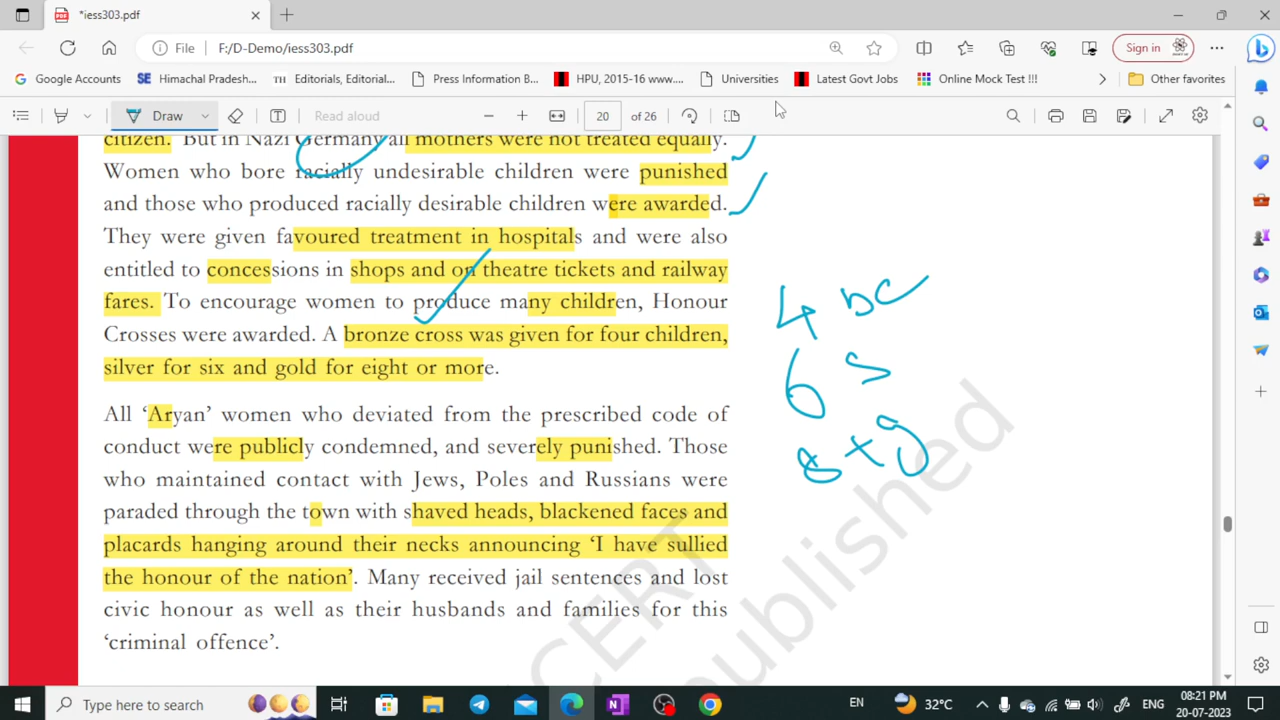 *iess303.pdf
File F:/D-Demo/iess303.pdf Sign in
Google Accounts SE Himachal Pradesh... TH Editorials, Editorial... Press Information B... HPU, 2015-16 www.... Universities Latest Govt Jobs Online Mock Test !!! Other favorites
Draw Read aloud 20 of 26
citizen. But in Nazi Germany all mothers were not treated equally.
Women who bore racially undesirable children were punished
and those who produced racially desirable children were awarded.
They were given favoured treatment in hospitals and were also
entitled to concessions in shops and on theatre tickets and railway
fares. To encourage women to produce many children, Honour
Crosses were awarded. A bronze cross was given for four children,
silver for six and gold for eight or more.
4 BC
6 S
8+ g
All ‘Aryan’ women who deviated from the prescribed code of
conduct were publicly condemned, and severely punished. Those
who maintained contact with Jews, Poles and Russians were
paraded through the town with shaved heads, blackened faces and
placards hanging around their necks announcing ‘I have sullied
the honour of the nation’. Many received jail sentences and lost
civic honour as well as their husbands and families for this
‘criminal offence’.
CERT
published
Type here to search 32°C EN ENG 08:21 PM
20-07-2023